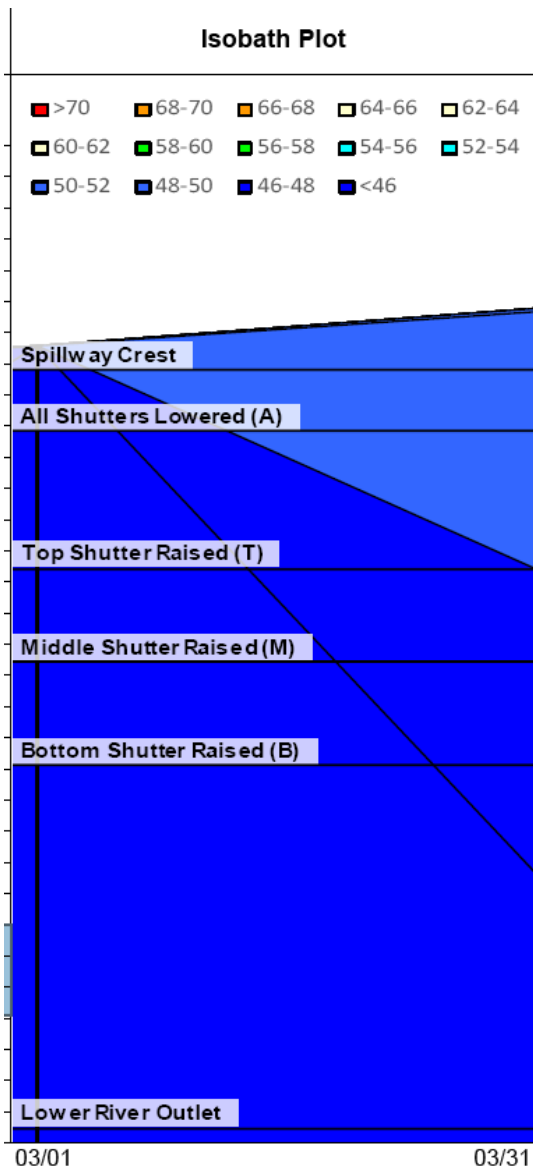 Isobath Plot
>70 68-70 66-68 64-66 62-64
60-62 58-60 56-58 54-56 52-54
50-52 48-50 46-48 <46
Spillway Crest
All Shutters Lowered (A)
Top Shutter Raised (T)
Middle Shutter Raised (M)
Bottom Shutter Raised (B)
Lower River Outlet
03/01 03/31